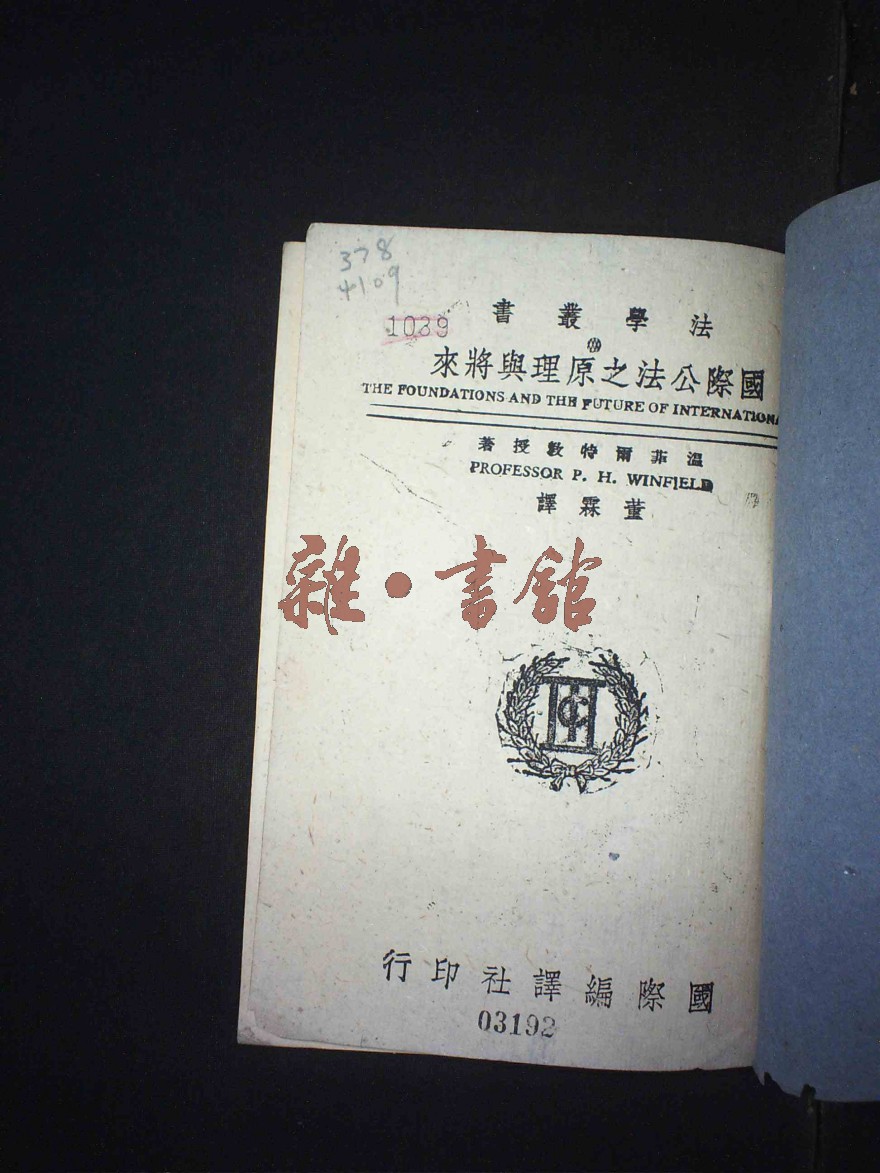 378
4109
1039
法學叢書
國際公法之原理與將來
THE FOUNDATIONS AND THE FUTURE OF INTERNATIONA
溫菲爾特教授著
PROFESSOR P. H. WINFIELD
董霖譯
雜·書館
國際編譯社印行
03192